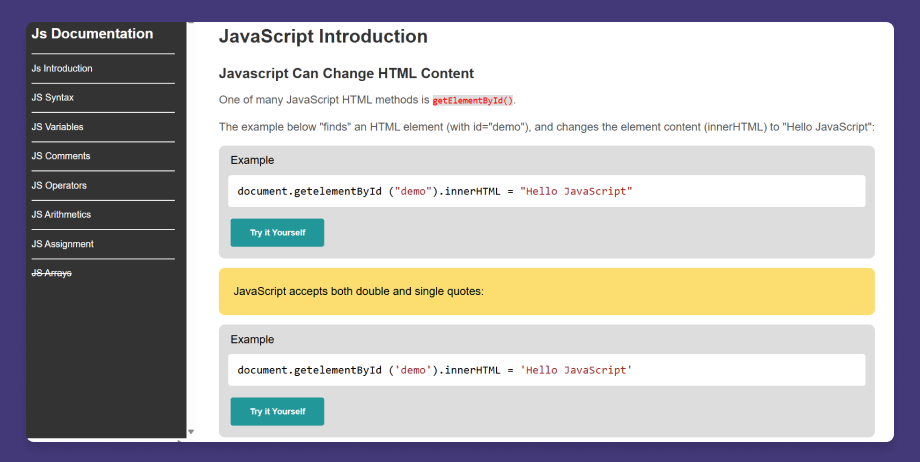 Js Documentation
Js Introduction
JS Syntax
JS Variables
JS Comments
JS Operators
JS Arithmetics
JS Assignment
JS Arrays
JavaScript Introduction
Javascript Can Change HTML Content
One of many JavaScript HTML methods is getElementById().
The example below "finds" an HTML element (with id="demo"), and changes the element content (innerHTML) to "Hello JavaScript":
Example
document.getelementById ("demo").innerHTML = "Hello JavaScript"
Try it Yourself
JavaScript accepts both double and single quotes:
Example
document.getelementById ('demo').innerHTML = 'Hello JavaScript'
Try it Yourself